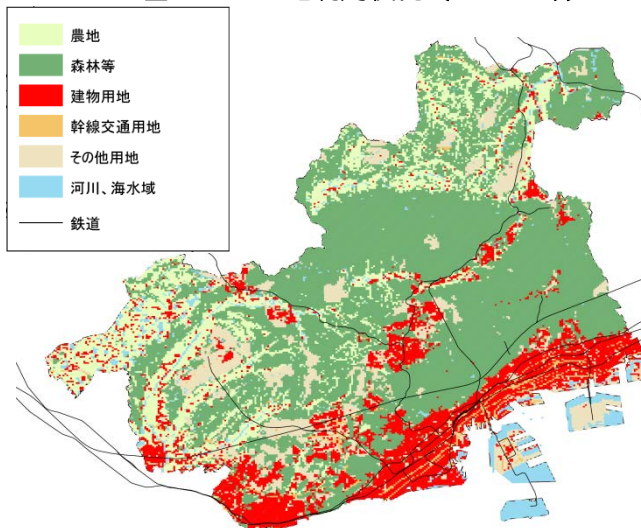 農地
森林等
建物用地
幹線交通用地
その他用地
河川、海水域
鉄道